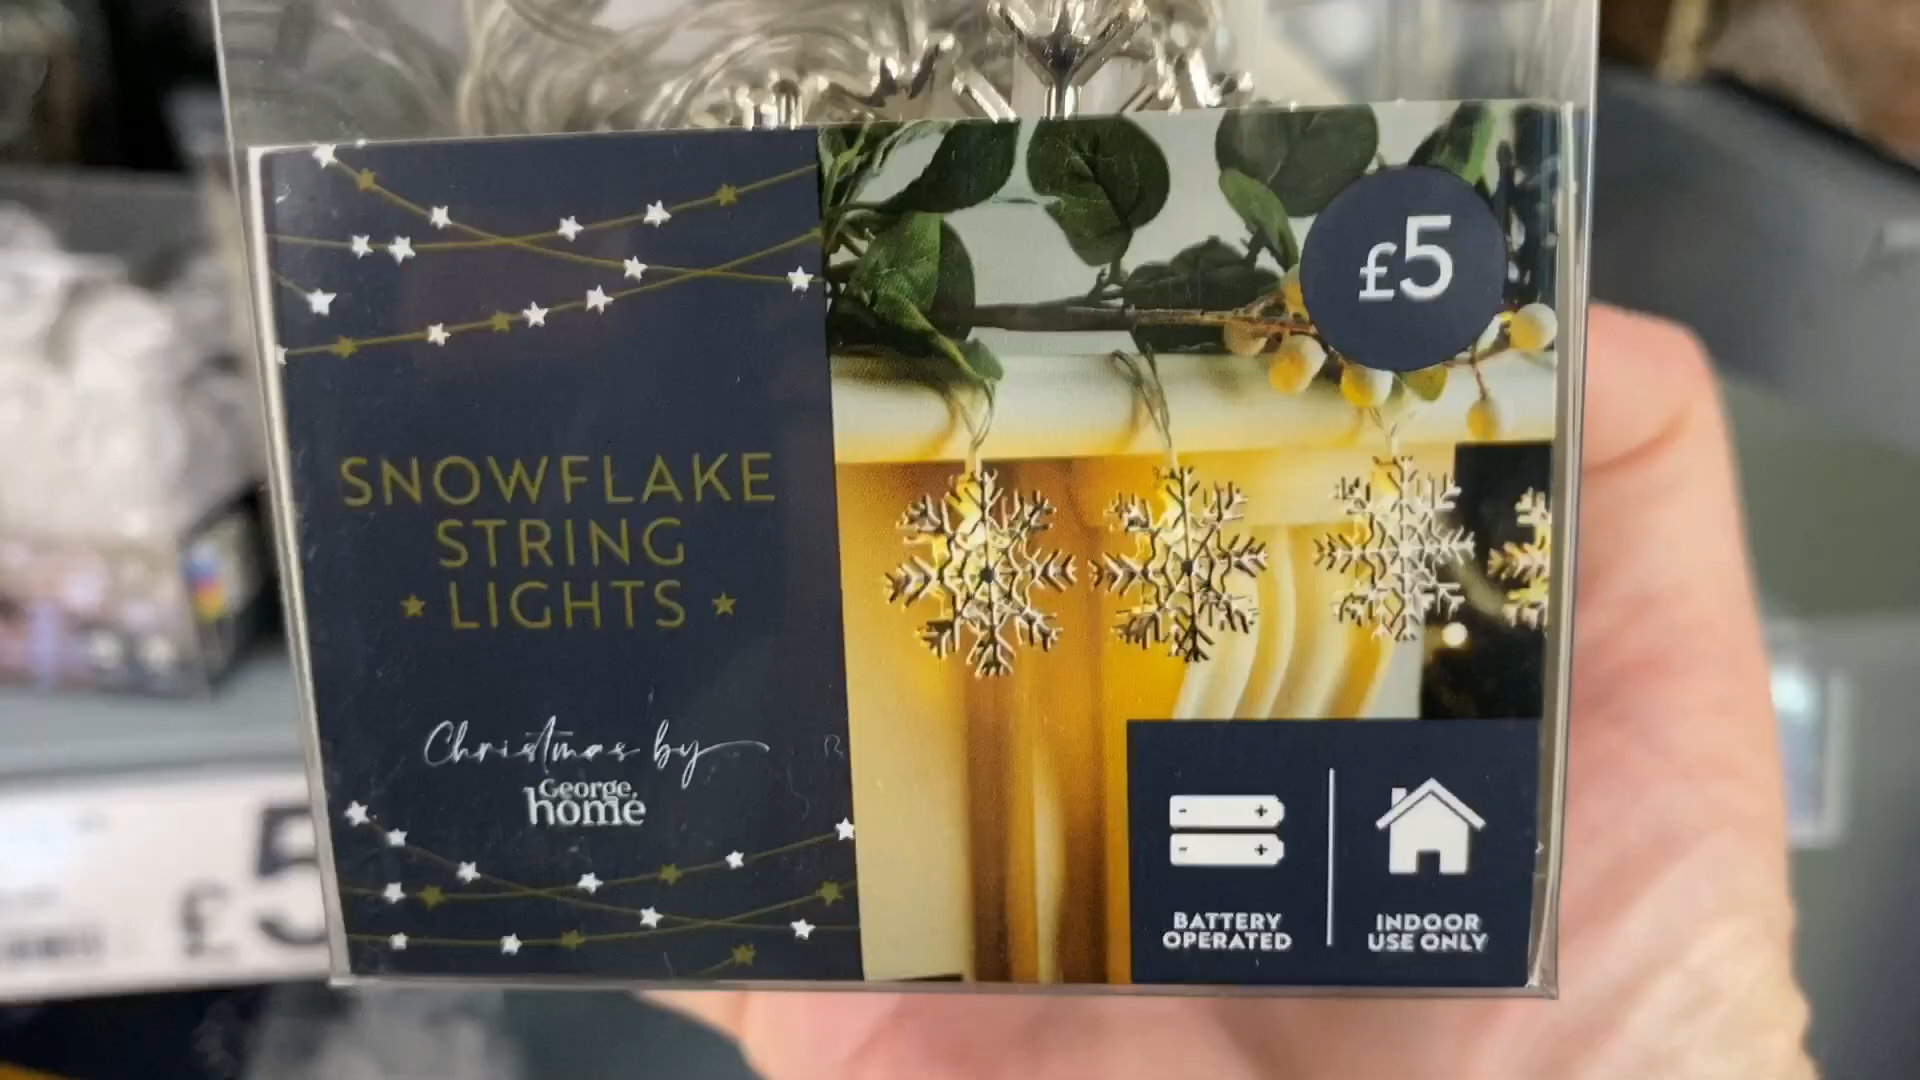 £5
SNOWFLAKE
STRING
LIGHTS
Christmas by
George.
home
BATTERY
OPERATED
INDOOR
USE ONLY
£5